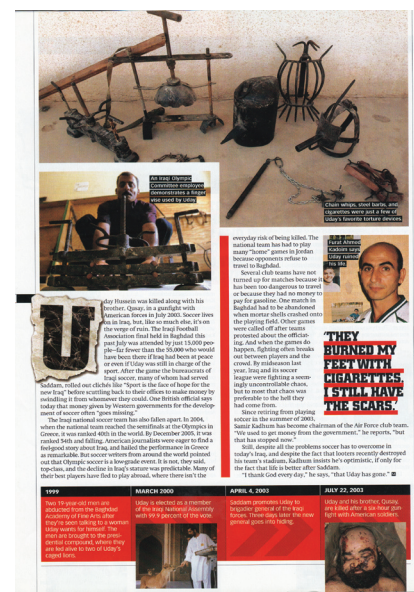 An Iraqi Olympic
Committee employee
demonstrates a finger
vise used by Uday.
Chain whips, steel barbs, and
cigarettes were just a few of
Uday's favorite torture devices.
Furat Ahmed
Kadoim says
Uday ruined
his life.
Uday Hussein was killed along with his
brother, Qusay, in a gunfight with
American forces in July 2003. Soccer lives
on in Iraq, but, like so much else, it's on
the verge of ruin. The Iraqi Football
Association final held in Baghdad this
past July was attended by just 15,000 peo-
ple—far fewer than the 55,000 who would
have been there if Iraq had been at peace
or even if Uday was still in charge of the
sport. After the game the bureaucrats of
Iraqi soccer, many of whom had served
Saddam, rolled out clichés like "Sport is the face of hope for the
new Iraq" before scuttling back to their offices to make money by
swindling it from whomever they could. One British official says
today that money given by Western governments for the develop-
ment of soccer often "goes missing."
The Iraqi national soccer team has also fallen apart. In 2004,
when the national team reached the semifinals at the Olympics in
Greece, it was ranked 40th in the world. By December 2005, it was
ranked 54th and falling. American journalists were eager to find a
feel-good story about Iraq, and hailed the performance in Greece
as remarkable. But soccer writers from around the world pointed
out that Olympic soccer is a low-grade event. It is not, they said,
top-class, and the decline in Iraq's stature was predictable. Many of
their best players have fled to play abroad, where there isn't the
everyday risk of being killed. The
national team has had to play
many "home" games in Jordan
because opponents refuse to
travel to Baghdad.
Several club teams have not
turned up for matches because it
has been too dangerous to travel
or because they had no money to
pay for gasoline. One match in
Baghdad had to be abandoned
when mortar shells crashed onto
the playing field. Other games
were called off after teams
protested about the officiat-
ing. And when the games do
happen, fighting often breaks
out between players and the
crowd. By midseason last
year, Iraq and its soccer
league were fighting a seem-
ingly uncontrollable chaos,
but to most that chaos was
preferable to the hell they
had come from.
Since retiring from playing
soccer in the summer of 2003,
Samir Kadhum has become chairman of the Air Force club team.
"We used to get money from the government," he reports, "but
that has stopped now."
Still, despite all the problems soccer has to overcome in
today's Iraq, and despite the fact that looters recently destroyed
his team's stadium, Kadhum insists he's optimistic, if only for
the fact that life is better after Saddam.
"I thank God every day," he says, "that Uday has gone."
"THEY
BURNED MY
FEET WITH
CIGARETTES.
I STILL HAVE
THE SCARS."
1999
Two 19-year-old men are
abducted from the Baghdad
Academy of Fine Arts after
they're seen talking to a woman
Uday wants for himself. The
men are brought to the presi-
dential compound, where they
are fed alive to two of Uday's
caged lions.
MARCH 2000
Uday is elected as a member
of the Iraqi National Assembly
with 99.9 percent of the vote.
APRIL 4, 2003
Saddam promotes Uday to
brigadier general of the Iraqi
forces. Three days later the new
general goes into hiding.
JULY 22, 2003
Uday and his brother, Qusay,
are killed after a six-hour gun-
fight with American soldiers.